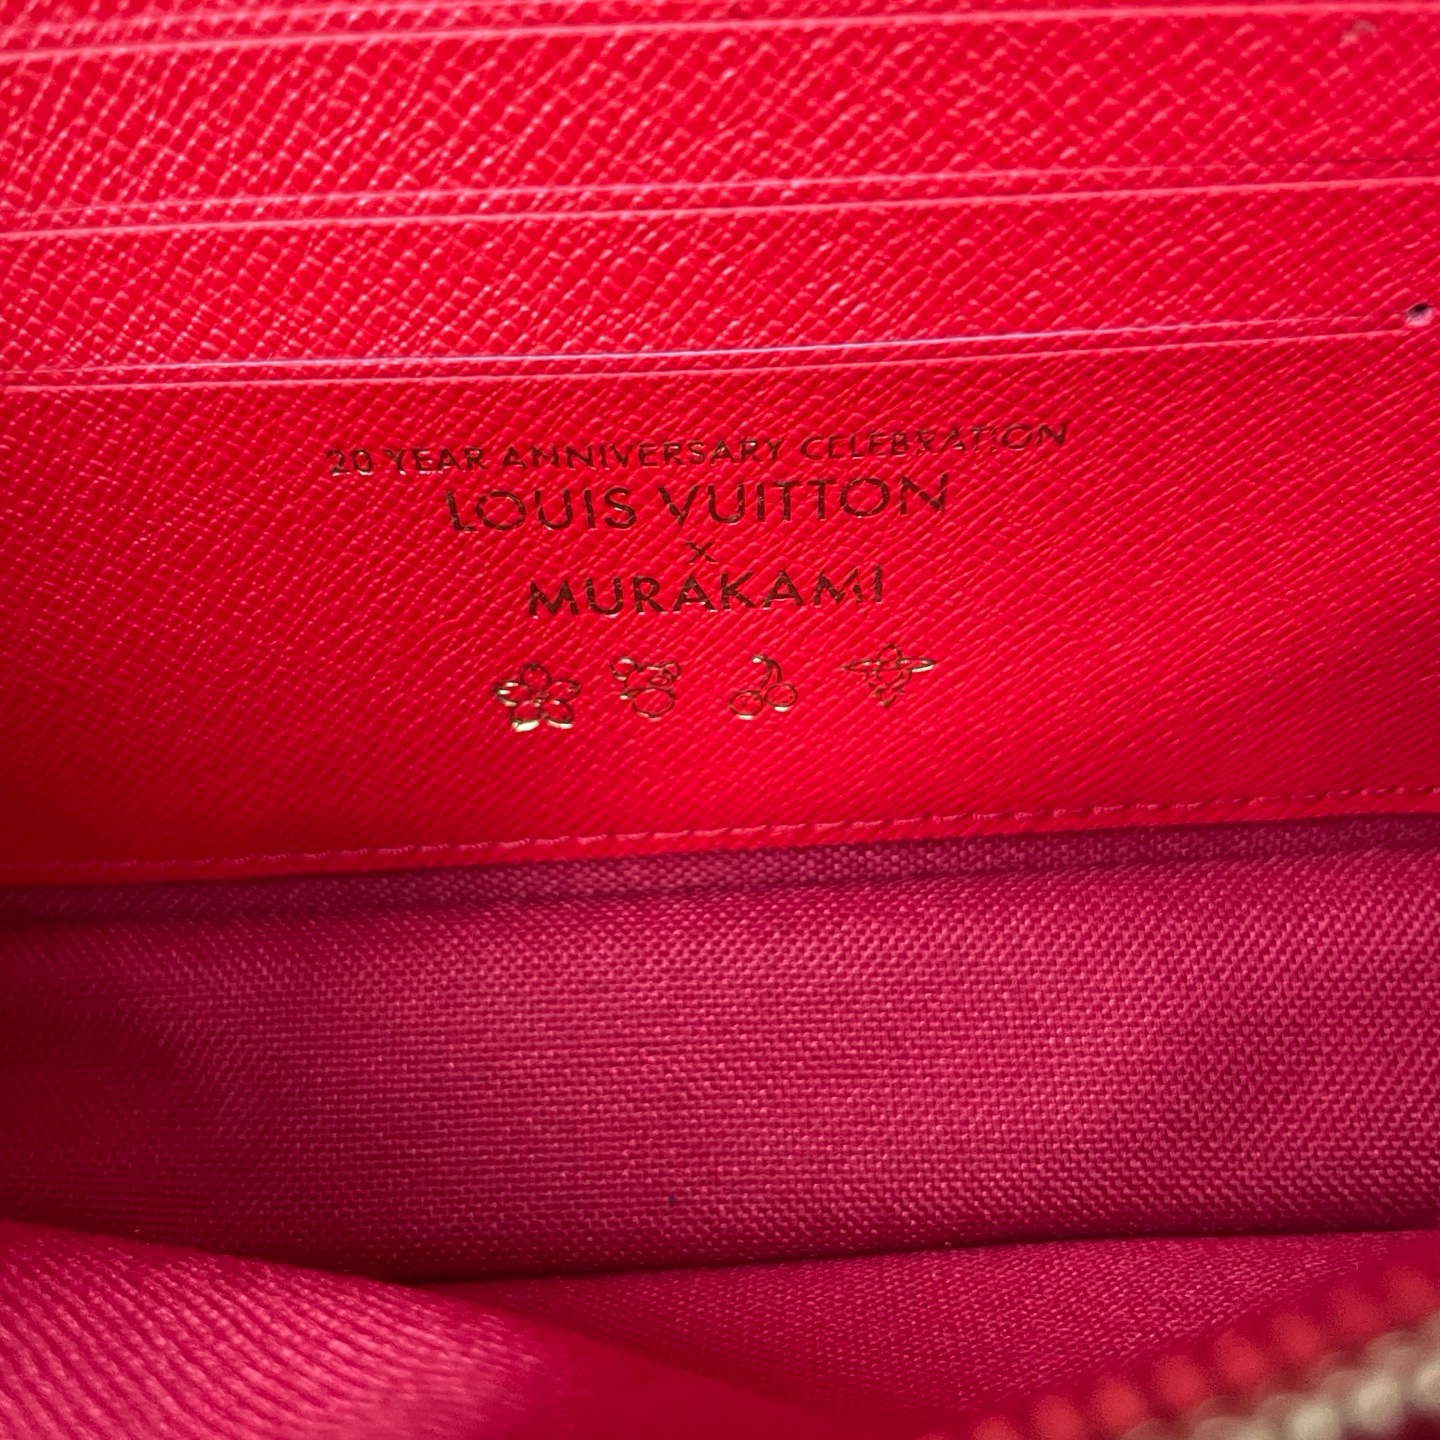 20 YEAR ANNIVERSARY CELEBRATION
LOUIS VUITTON
×
MURAKAMI